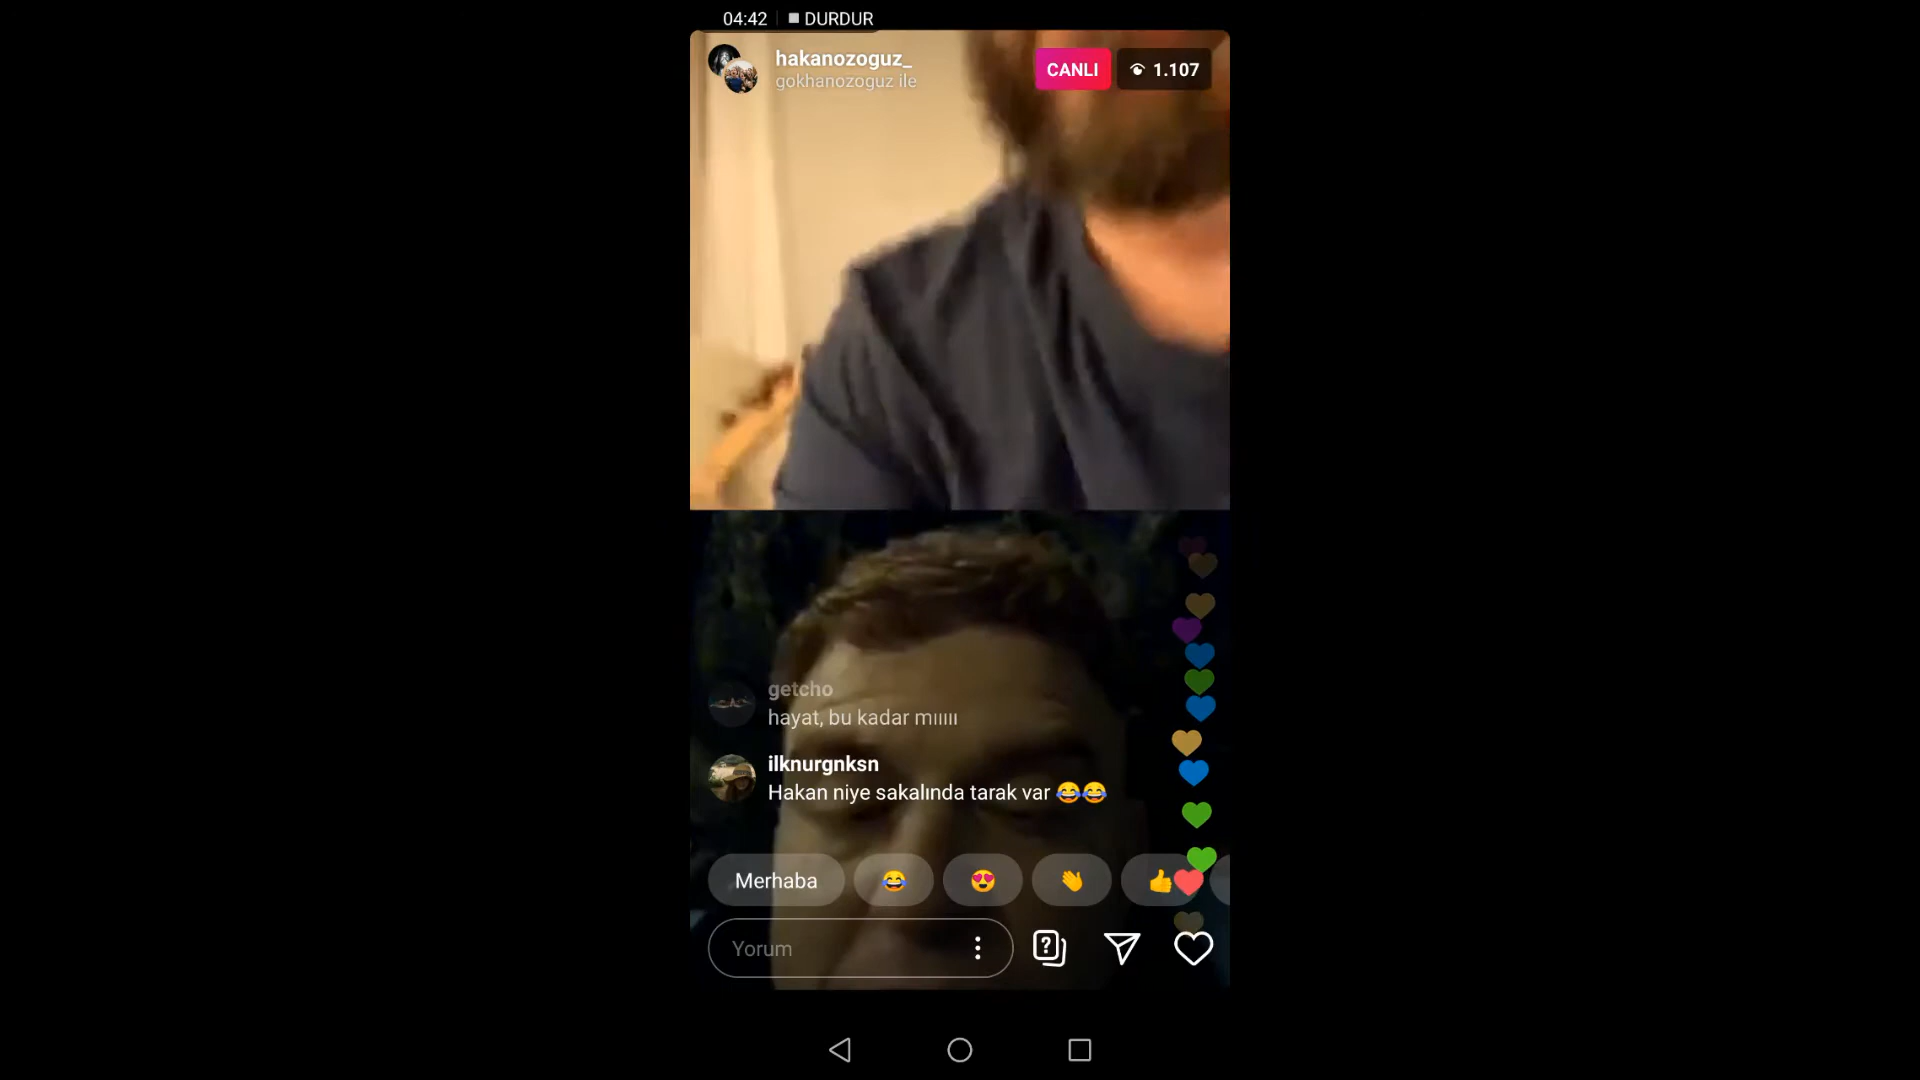 04:42 DURDUR
hakanozoguz_
gokhanozoguz ile
CANLI
1.107
getcho
hayat, bu kadar mııııı
ilknurgnksn
Hakan niye sakalında tarak var 😂😂
Merhaba 😂 😍 👋 👍
Yorum